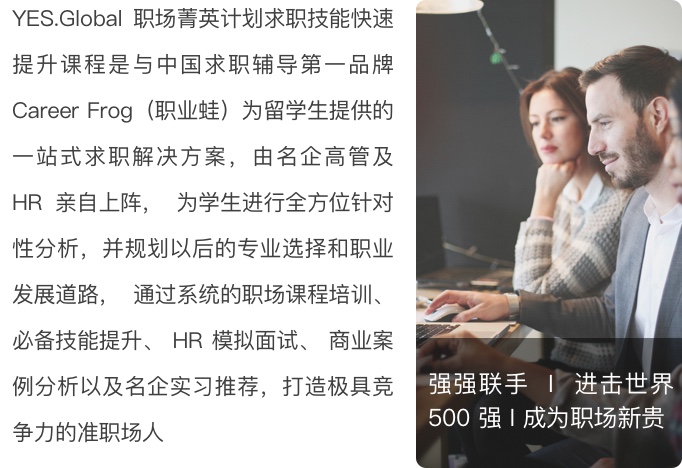 YES.Global 职场菁英计划求职技能快速
提升课程是与中国求职辅导第一品牌
Career Frog（职业蛙）为留学生提供的
一站式求职解决方案，由名企高管及
HR 亲自上阵， 为学生进行全方位针对
性分析，并规划以后的专业选择和职业
发展道路， 通过系统的职场课程培训、
必备技能提升、 HR 模拟面试、 商业案
例分析以及名企实习推荐，打造极具竞
争力的准职场人
强强联手 I 进击世界
500 强 I 成为职场新贵